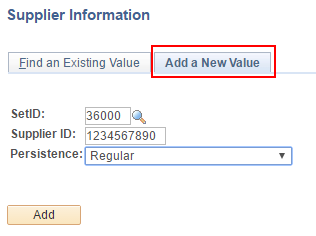 Supplier Information
Find an Existing Value Add a New Value
SetID: 36000
Supplier ID: 1234567890
Persistence: Regular
Add